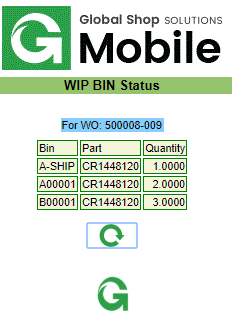 Global Shop SOLUTIONS
Mobile
WIP BIN Status
For WO: 500008-009
Bin Part Quantity
A-SHIP CR1448120 1.0000
A00001 CR1448120 2.0000
B00001 CR1448120 3.0000